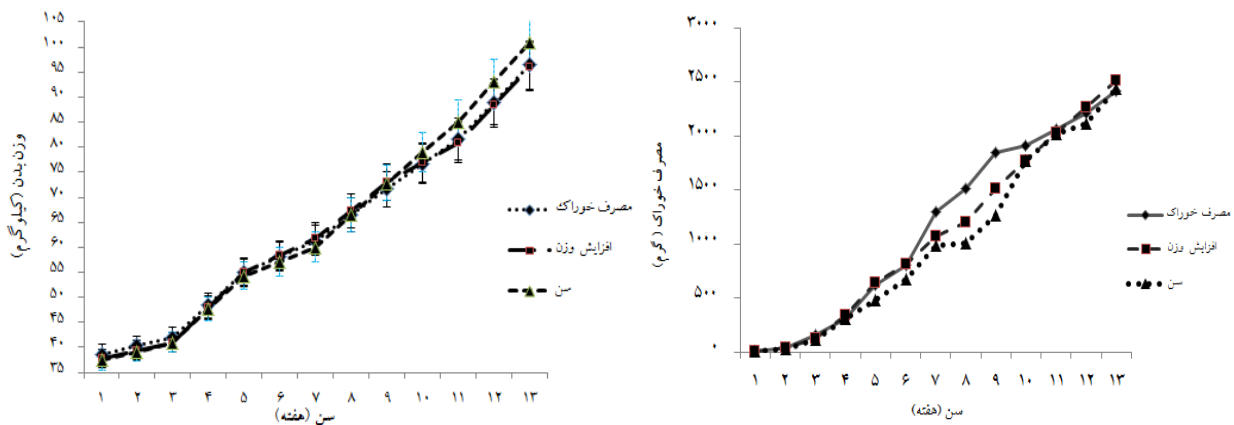 ۱۰۵
۱۰۰
۹۵
۹۰
۸۵
۸۰
۷۵
۷۰
۶۵
۶۰
۵۵
۵۰
۴۵
۴۰
۳۵
وزن بدن (کیلوگرم)
۱ ۲ ۳ ۴ ۵ ۶ ۷ ۸ ۹ ۱۰ ۱۱ ۱۲ ۱۳
سن (هفته)
مصرف خوراک
افزایش وزن
سن
۳۰۰۰
۲۵۰۰
۲۰۰۰
۱۵۰۰
۱۰۰۰
۵۰۰
۰
مصرف خوراک (گرم)
۱ ۲ ۳ ۴ ۵ ۶ ۷ ۸ ۹ ۱۰ ۱۱ ۱۲ ۱۳
سن (هفته)
مصرف خوراک
افزایش وزن
سن